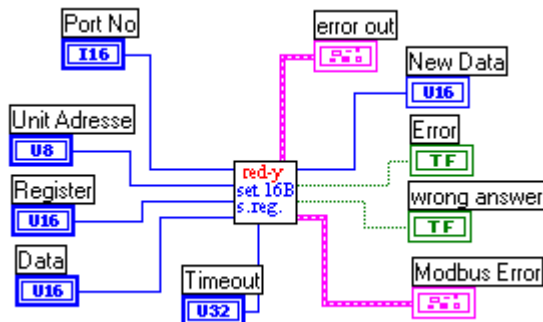 Port No
I16
error out
New Data
U16
Unit Adresse
U8
Error
TF
red-y
set 16B
s.reg.
Register
U16
wrong answer
TF
Data
U16
Timeout
U32
Modbus Error